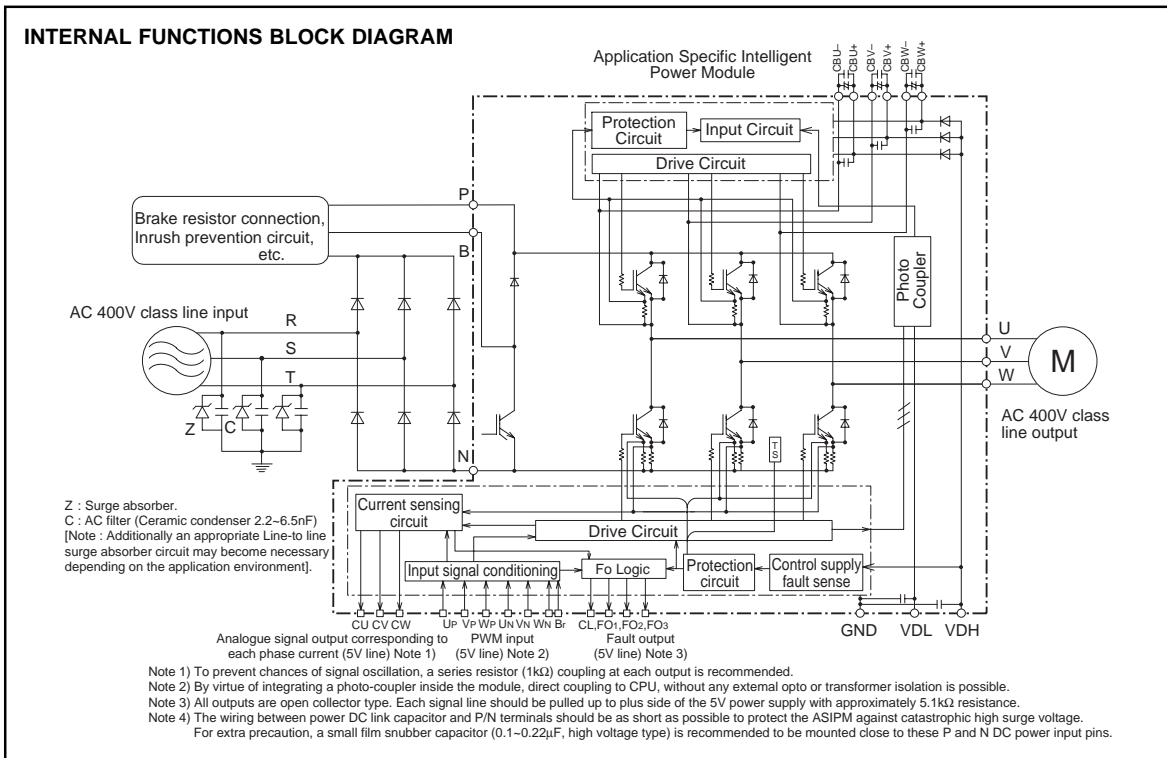 INTERNAL FUNCTIONS BLOCK DIAGRAM
Application Specific Intelligent
Power Module
CBU–
CBU+
CBV–
CBV+
CBW–
CBW+
Protection
Circuit
Input Circuit
Drive Circuit
P
Brake resistor connection,
Inrush prevention circuit,
etc.
B
Photo
Coupler
AC 400V class line input
R
S
T
U
V
W
M
AC 400V class
line output
Z
C
TS
N
Z : Surge absorber.
C : AC filter (Ceramic condenser 2.2~6.5nF)
[Note : Additionally an appropriate Line-to line
surge absorber circuit may become necessary
depending on the application environment].
Current sensing
circuit
Drive Circuit
Input signal conditioning
Fo Logic
Protection
circuit
Control supply
fault sense
CU CV CW
UP VP WP UN VN WN Br
CL,FO1,FO2,FO3
GND VDL VDH
Analogue signal output corresponding to
each phase current (5V line) Note 1)
PWM input
(5V line) Note 2)
Fault output
(5V line) Note 3)
Note 1) To prevent chances of signal oscillation, a series resistor (1kΩ) coupling at each output is recommended.
Note 2) By virtue of integrating a photo-coupler inside the module, direct coupling to CPU, without any external opto or transformer isolation is possible.
Note 3) All outputs are open collector type. Each signal line should be pulled up to plus side of the 5V power supply with approximately 5.1kΩ resistance.
Note 4) The wiring between power DC link capacitor and P/N terminals should be as short as possible to protect the ASIPM against catastrophic high surge voltage.
For extra precaution, a small film snubber capacitor (0.1~0.22μF, high voltage type) is recommended to be mounted close to these P and N DC power input pins.